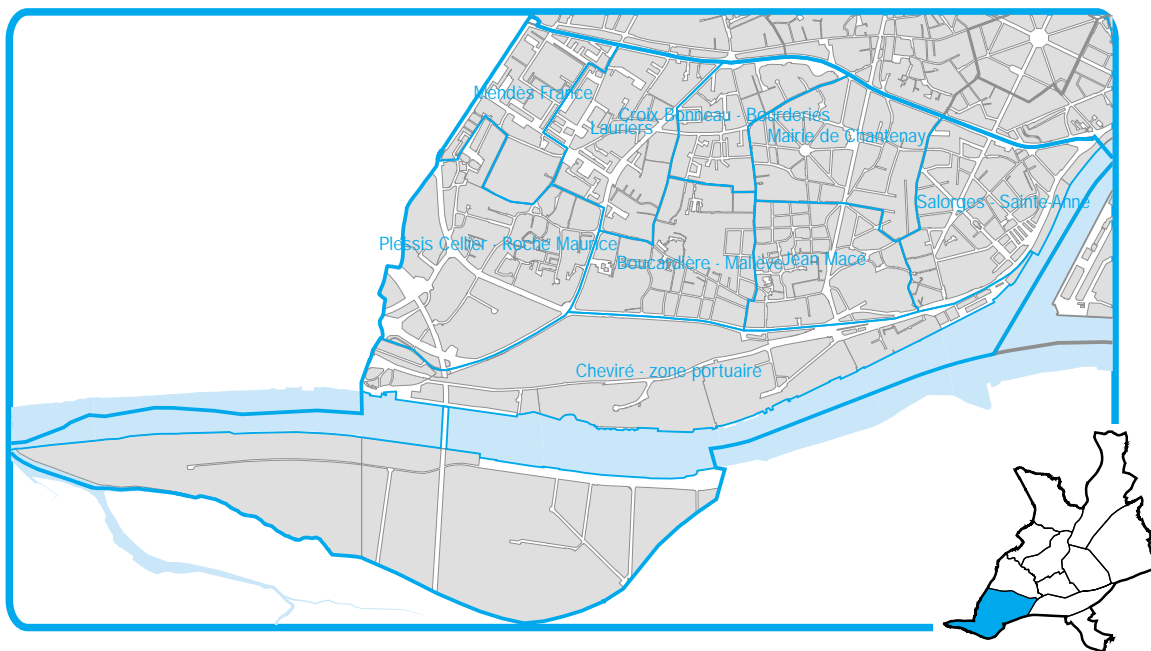 Mendès France
Croix Bonneau - Bourderies
Lauriers
Mairie de Chantenay
Salorges - Sainte-Anne
Plessis Cellier - Roche Maurice
Boucardière - Mallève
Jean Macé
Cheviré - zone portuaire